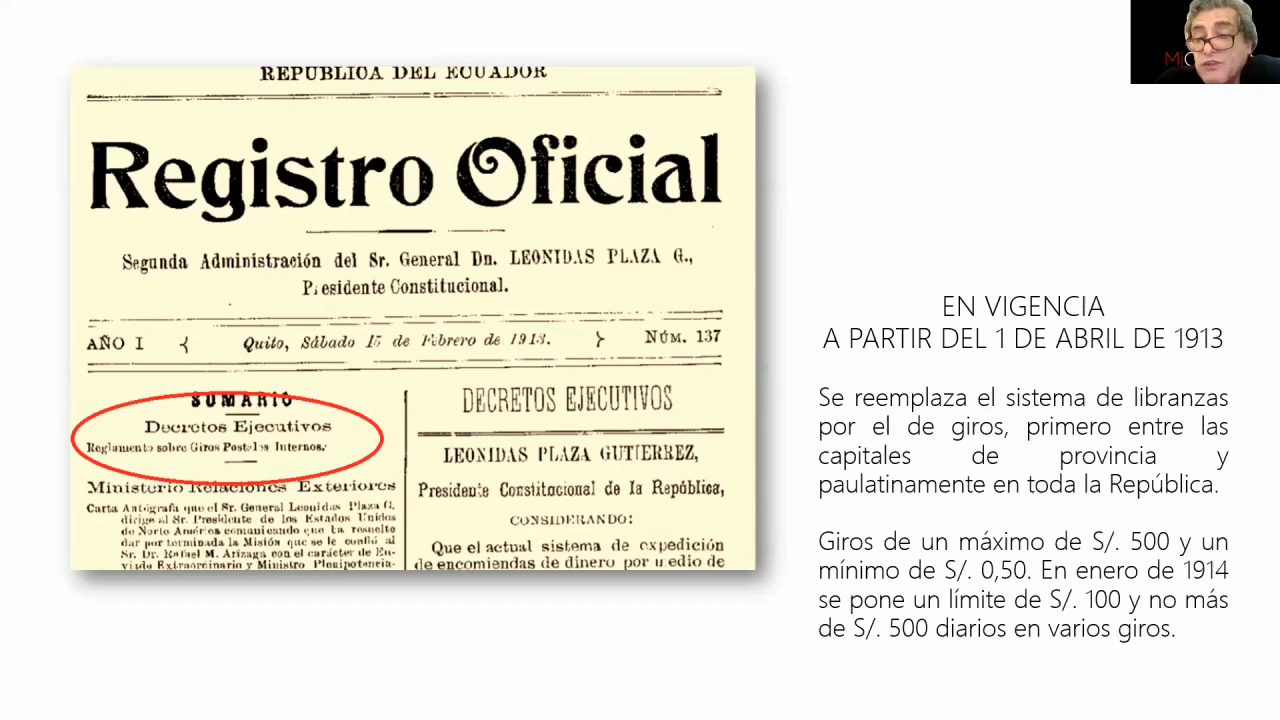 REPUBLICA DEL ECUADOR
Registro Oficial
Segunda Administración del Sr. General Dn. LEONIDAS PLAZA G.,
Presidente Constitucional.
AÑO I
Quito, Sábado 15 de Febrero de 1913.
NÚM. 137
SUMARIO
Decretos Ejecutivos
Reglamento sobre Giros Postales Internos.
Ministerio Relaciones Exteriores
Carta Autógrafa que el Sr. General Leonidas Plaza G.
dirige al Sr. Presidente de los Estados Unidos
de Norte América comunicando que ha resuelto
dar por terminada la Misión que se le confió al
Sr. Dr. Rafael M. Arízaga con el carácter de En-
viado Extraordinario y Ministro Plenipotencia-
DECRETOS EJECUTIVOS
LEONIDAS PLAZA GUTIERREZ,
Presidente Constitucional de la República,
CONSIDERANDO:
Que el actual sistema de expedición
de encomiendas de dinero por medio de
EN VIGENCIA
A PARTIR DEL 1 DE ABRIL DE 1913
Se reemplaza el sistema de libranzas
por el de giros, primero entre las
capitales de provincia y
paulatinamente en toda la República.
Giros de un máximo de S/. 500 y un
mínimo de S/. 0,50. En enero de 1914
se pone un límite de S/. 100 y no más
de S/. 500 diarios en varios giros.